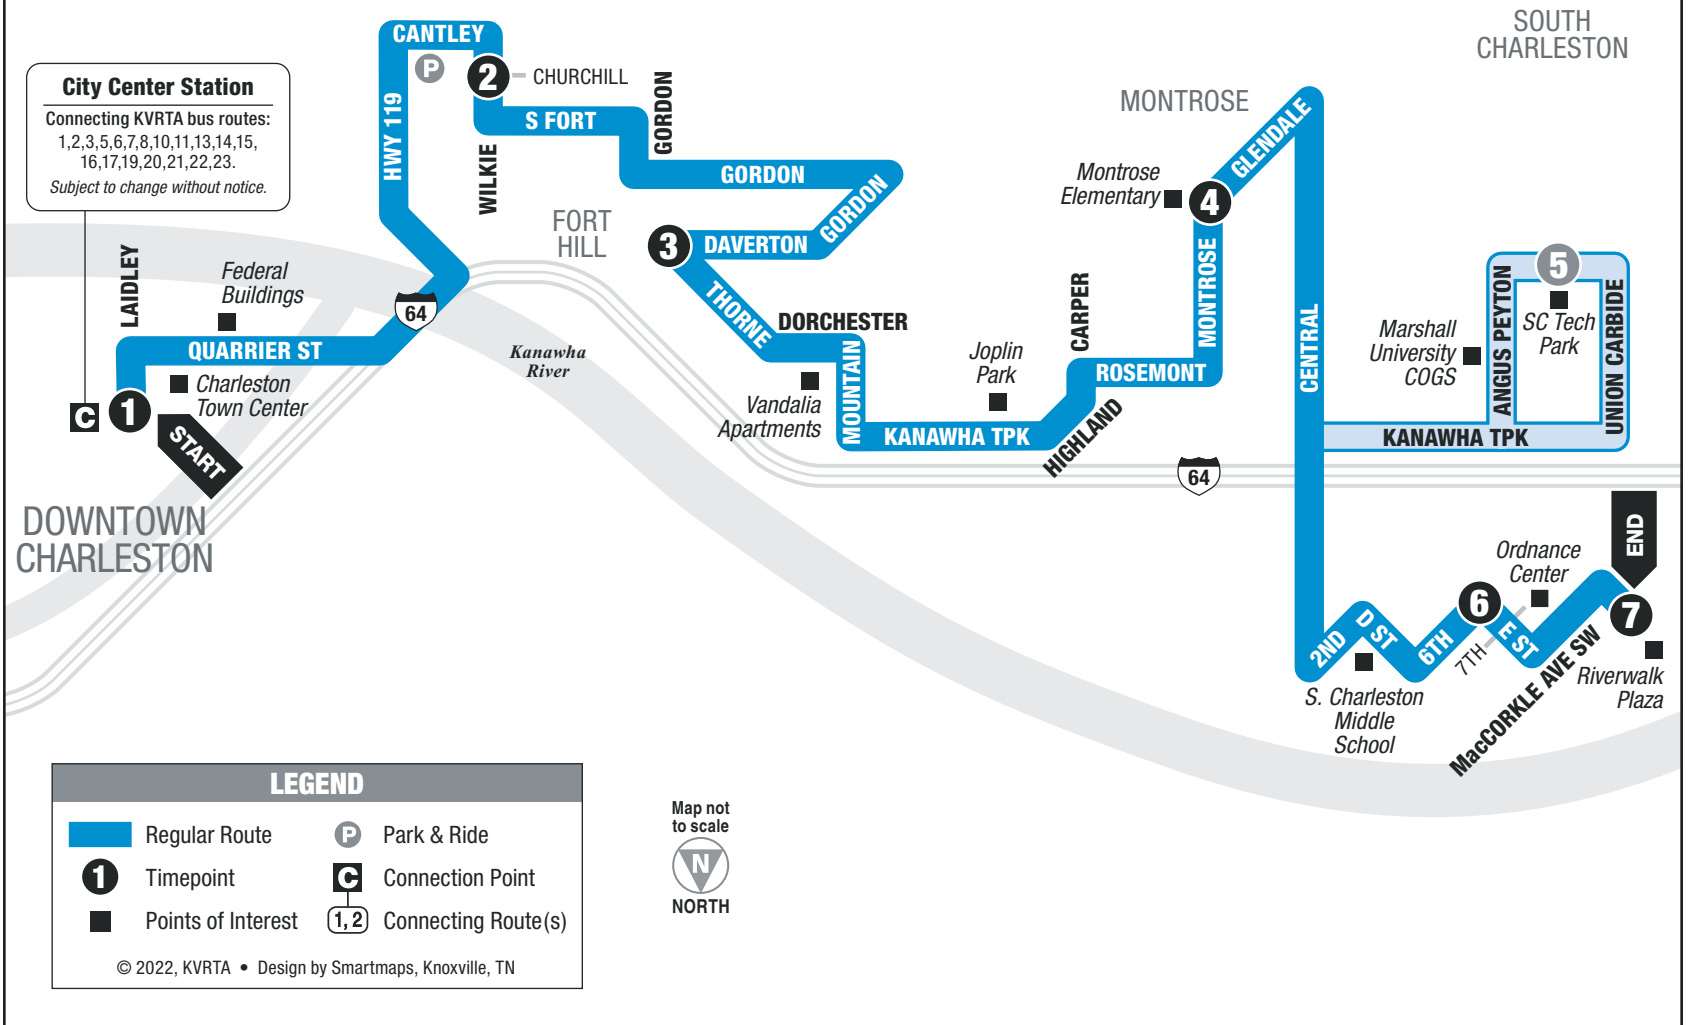 SOUTH
CHARLESTON
CANTLEY
P
2
CHURCHILL
City Center Station
Connecting KVRTA bus routes:
1,2,3,5,6,7,8,10,11,13,14,15,
16,17,19,20,21,22,23.
Subject to change without notice.
HWY 119
S FORT
GORDON
WILKIE
GORDON
GORDON
FORT
HILL
3
DAVERTON
THORNE
DORCHESTER
MOUNTAIN
Vandalia
Apartments
KANAWHA TPK
Joplin
Park
CARPER
HIGHLAND
ROSEMONT
MONTROSE
MONTROSE
Montrose
Elementary
4
GLENDALE
CENTRAL
5
SC Tech
Park
ANGUS PEYTON
UNION CARBIDE
Marshall
University
COGS
KANAWHA TPK
LAIDLEY
Federal
Buildings
64
QUARRIER ST
Charleston
Town Center
C
1
START
Kanawha
River
64
DOWNTOWN
CHARLESTON
END
Ordnance
Center
6
7
2ND
D ST
6TH
7TH
E ST
MacCORKLE AVE SW
Riverwalk
Plaza
S. Charleston
Middle
School
LEGEND
Regular Route
P
Park & Ride
1
Timepoint
C
Connection Point
Points of Interest
1, 2
Connecting Route(s)
© 2022, KVRTA • Design by Smartmaps, Knoxville, TN
Map not
to scale
N
NORTH